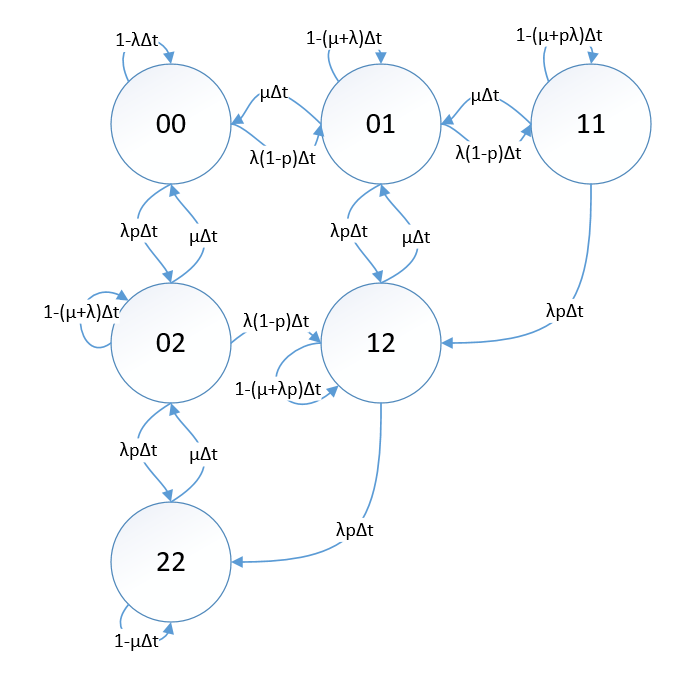 1-λΔt
1-(μ+λ)Δt
1-(μ+pλ)Δt
μΔt
μΔt
00
01
11
λ(1-p)Δt
λ(1-p)Δt
λpΔt
μΔt
λpΔt
μΔt
1-(μ+λ)Δt
λ(1-p)Δt
λpΔt
02
12
1-(μ+λp)Δt
λpΔt
μΔt
λpΔt
22
1-μΔt